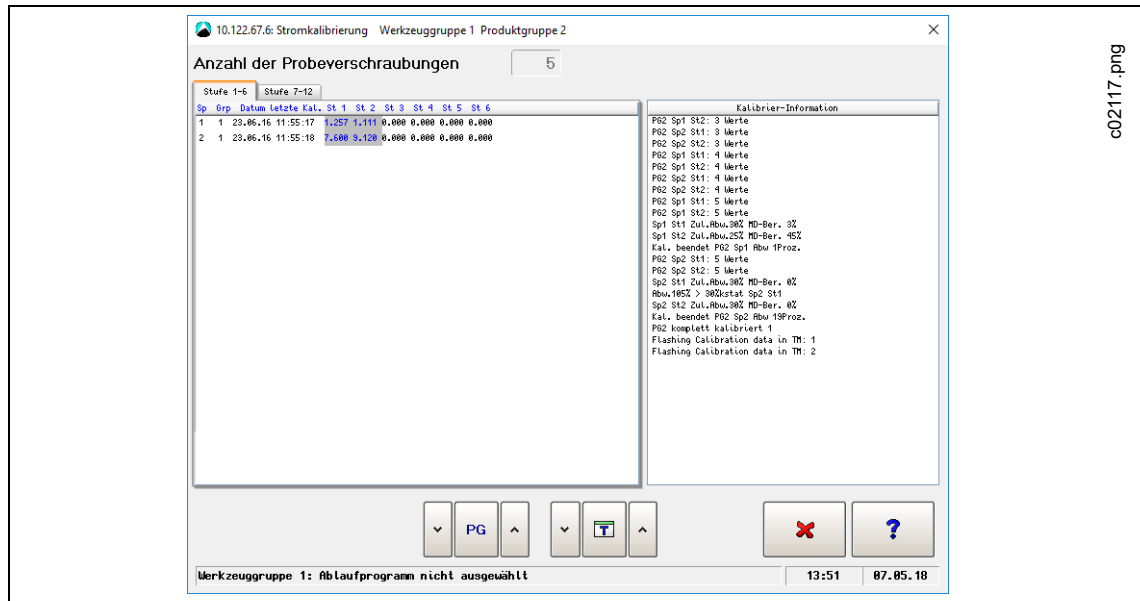 10.122.67.6: Stromkalibrierung Werkzeuggruppe 1 Produktgruppe 2
Anzahl der Probeverschraubungen 5
Stufe 1-6 Stufe 7-12
Sp Grp Datum letzte Kal. St 1 St 2 St 3 St 4 St 5 St 6
1 1 23.06.16 11:55:17 1.257 1.111 0.000 0.000 0.000 0.000
2 1 23.06.16 11:55:18 7.600 9.120 0.000 0.000 0.000 0.000
Kalibrier-Information
PG2 Sp1 St2: 3 Werte
PG2 Sp2 St1: 3 Werte
PG2 Sp2 St2: 3 Werte
PG2 Sp1 St1: 4 Werte
PG2 Sp1 St2: 4 Werte
PG2 Sp2 St1: 4 Werte
PG2 Sp2 St2: 4 Werte
PG2 Sp1 St1: 5 Werte
PG2 Sp1 St2: 5 Werte
Sp1 St1 Zul.Abw.30% MD-Ber. 3%
Sp1 St2 Zul.Abw.25% MD-Ber. 45%
Kal. beendet PG2 Sp1 Abw 1Proz.
PG2 Sp2 St1: 5 Werte
PG2 Sp2 St2: 5 Werte
Sp2 St1 Zul.Abw.30% MD-Ber. 0%
Abw.105% > 30%kstat Sp2 St1
Sp2 St2 Zul.Abw.30% MD-Ber. 0%
Kal. beendet PG2 Sp2 Abw 19Proz.
PG2 komplett kalibriert 1
Flashing Calibration data in TM: 1
Flashing Calibration data in TM: 2
PG T ?
Werkzeuggruppe 1: Ablaufprogramm nicht ausgewählt 13:51 07.05.18
c02117.png